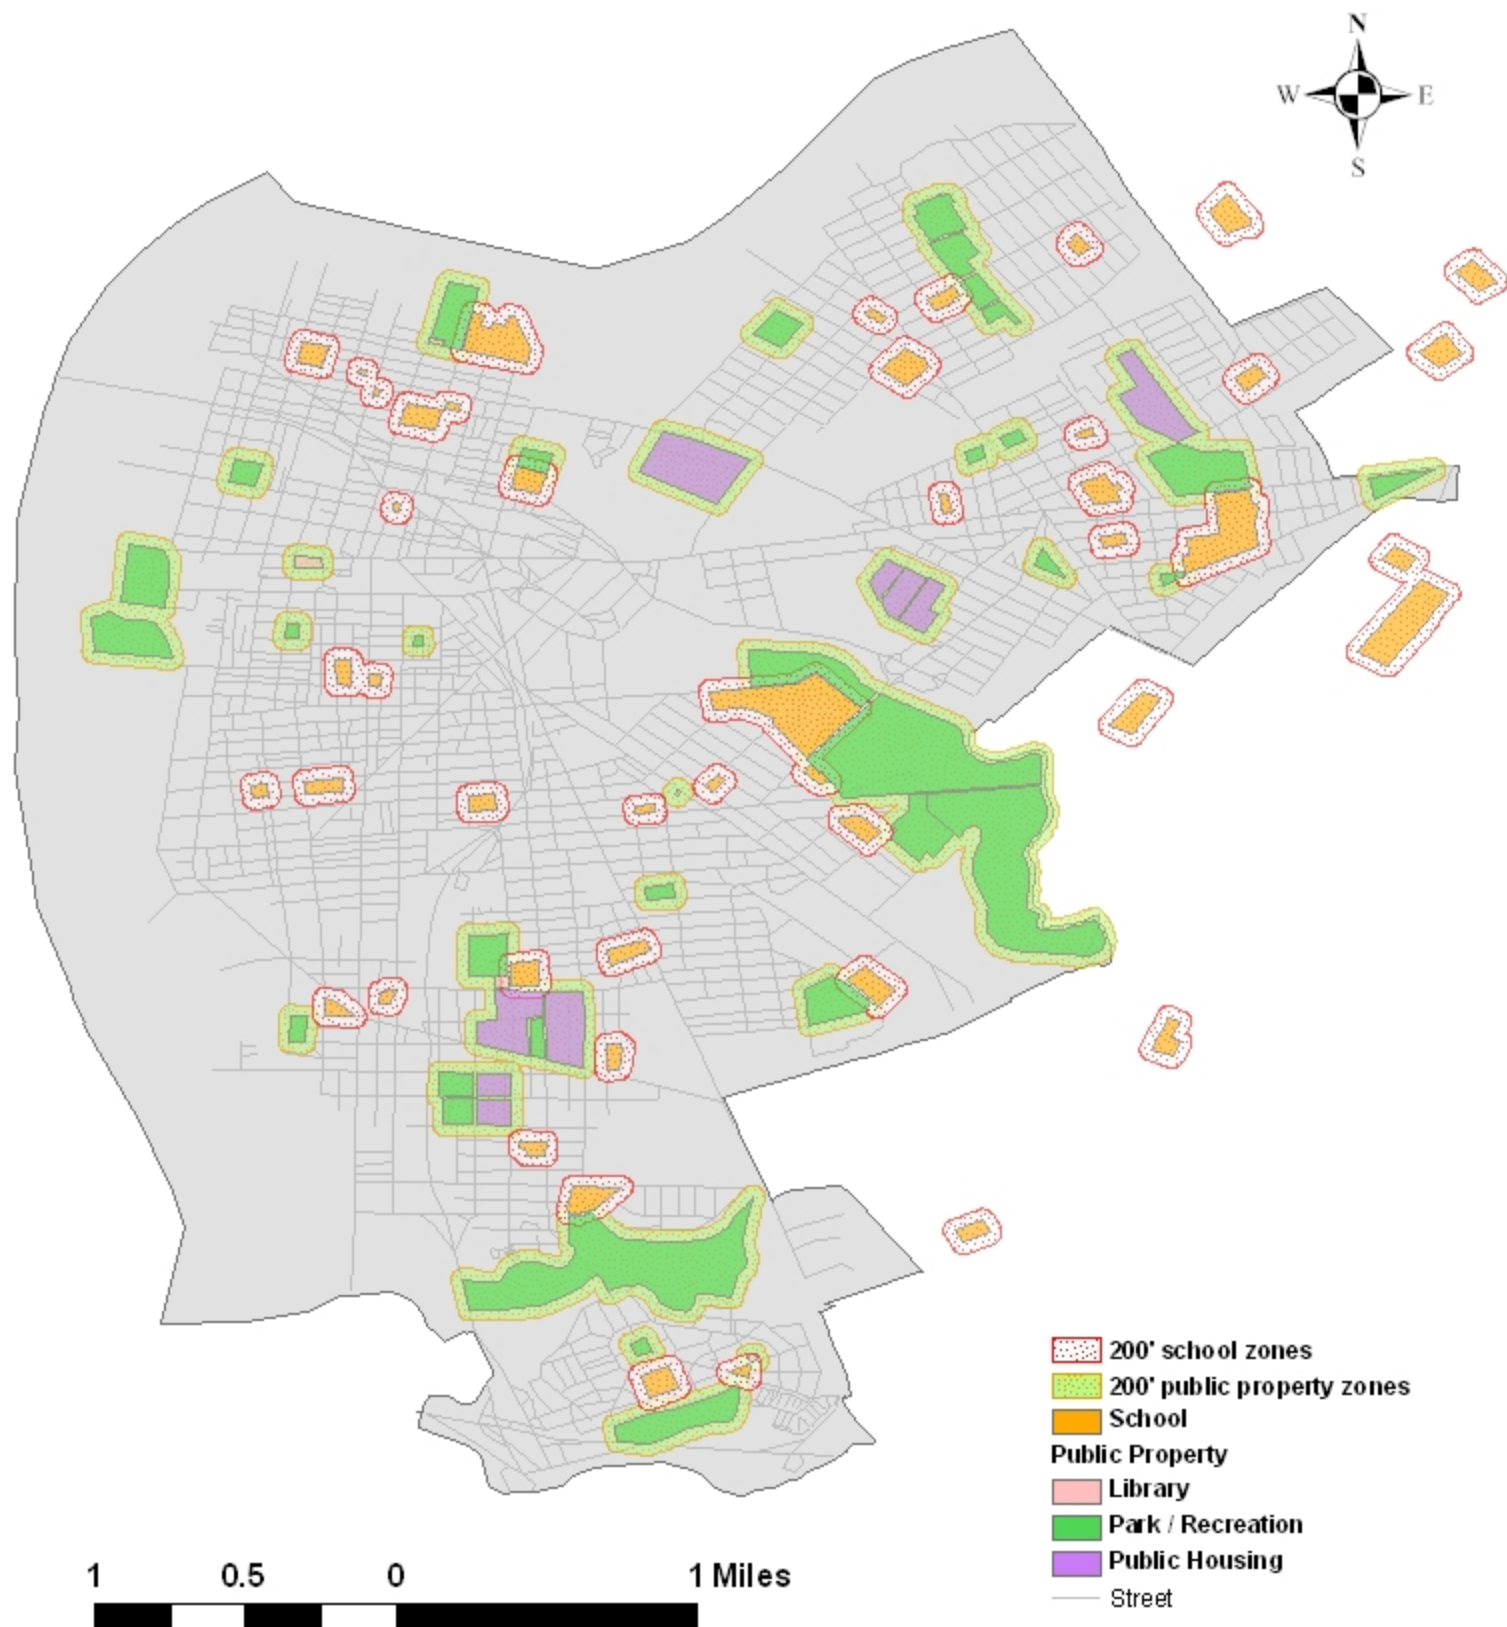 N
W E
S
200' school zones
200' public property zones
School
Public Property
Library
Park / Recreation
Public Housing
Street
1 0.5 0 1 Miles